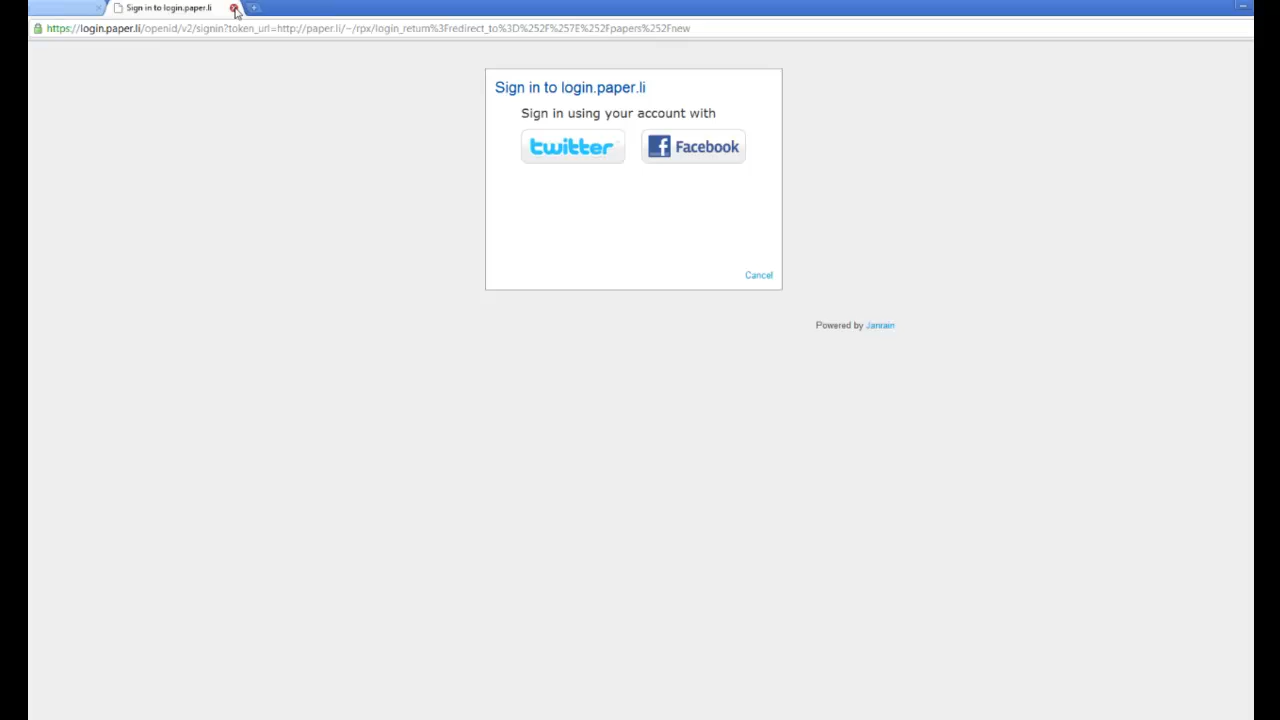 Sign in to login.paper.li
https://login.paper.li/openid/v2/signin?token_url=http://paper.li/~/rpx/login_return%3Fredirect_to%3D%252F%257E%252Fpapers%252Fnew
Sign in to login.paper.li
Sign in using your account with
twitter Facebook
Cancel
Powered by Janrain